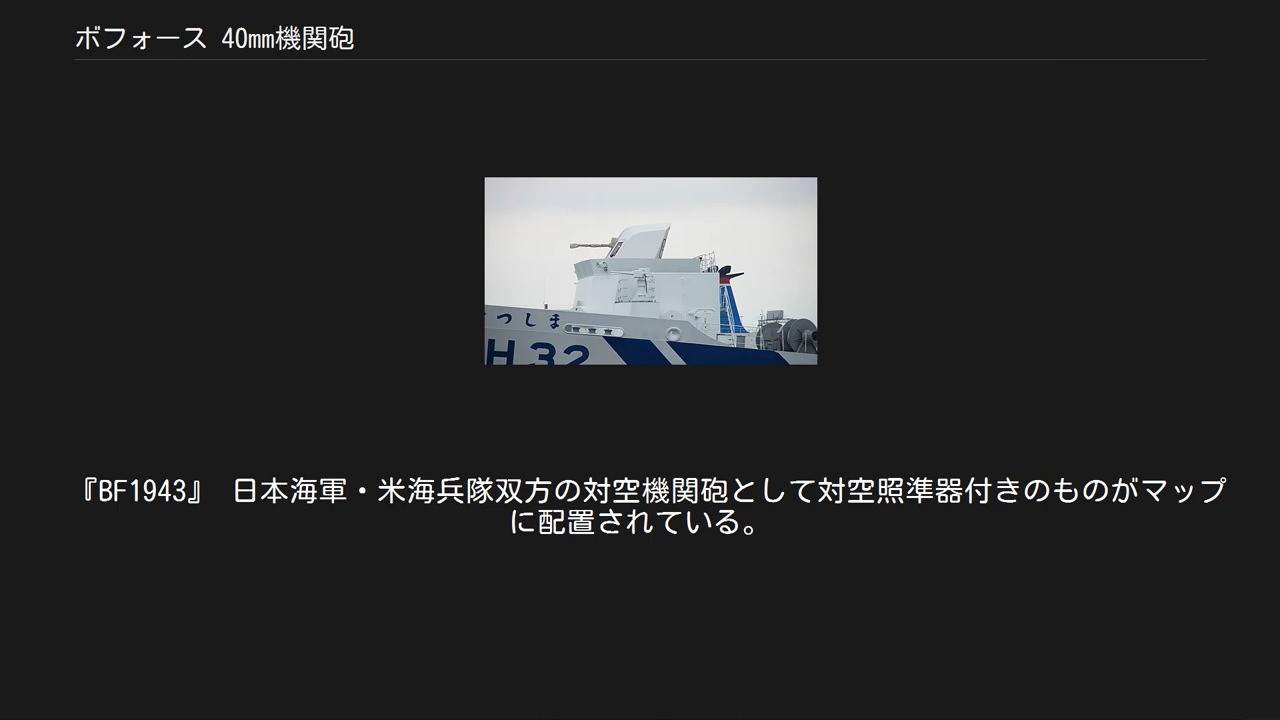 ボフォース 40mm機関砲
つしま
H 32
『BF1943』 日本海軍・米海兵隊双方の対空機関砲として対空照準器付きのものがマップ
に配置されている。